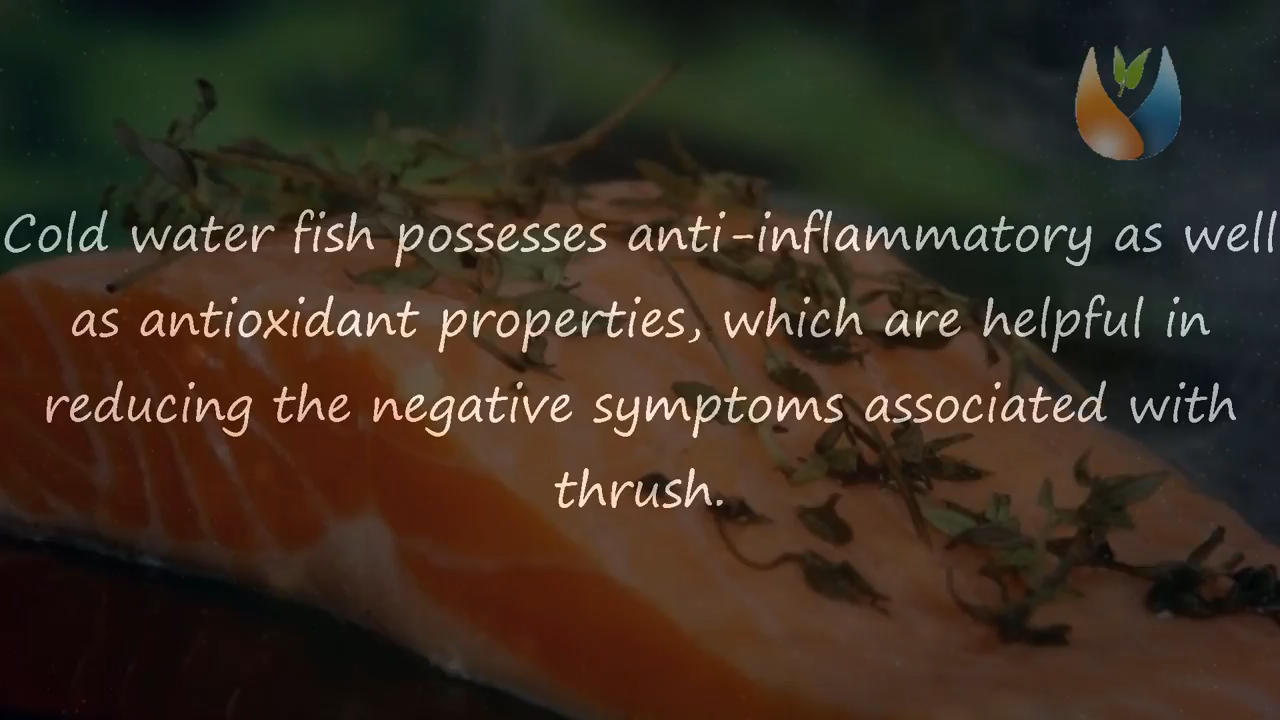 Cold water fish possesses anti-inflammatory as well
as antioxidant properties, which are helpful in
reducing the negative symptoms associated with
thrush.